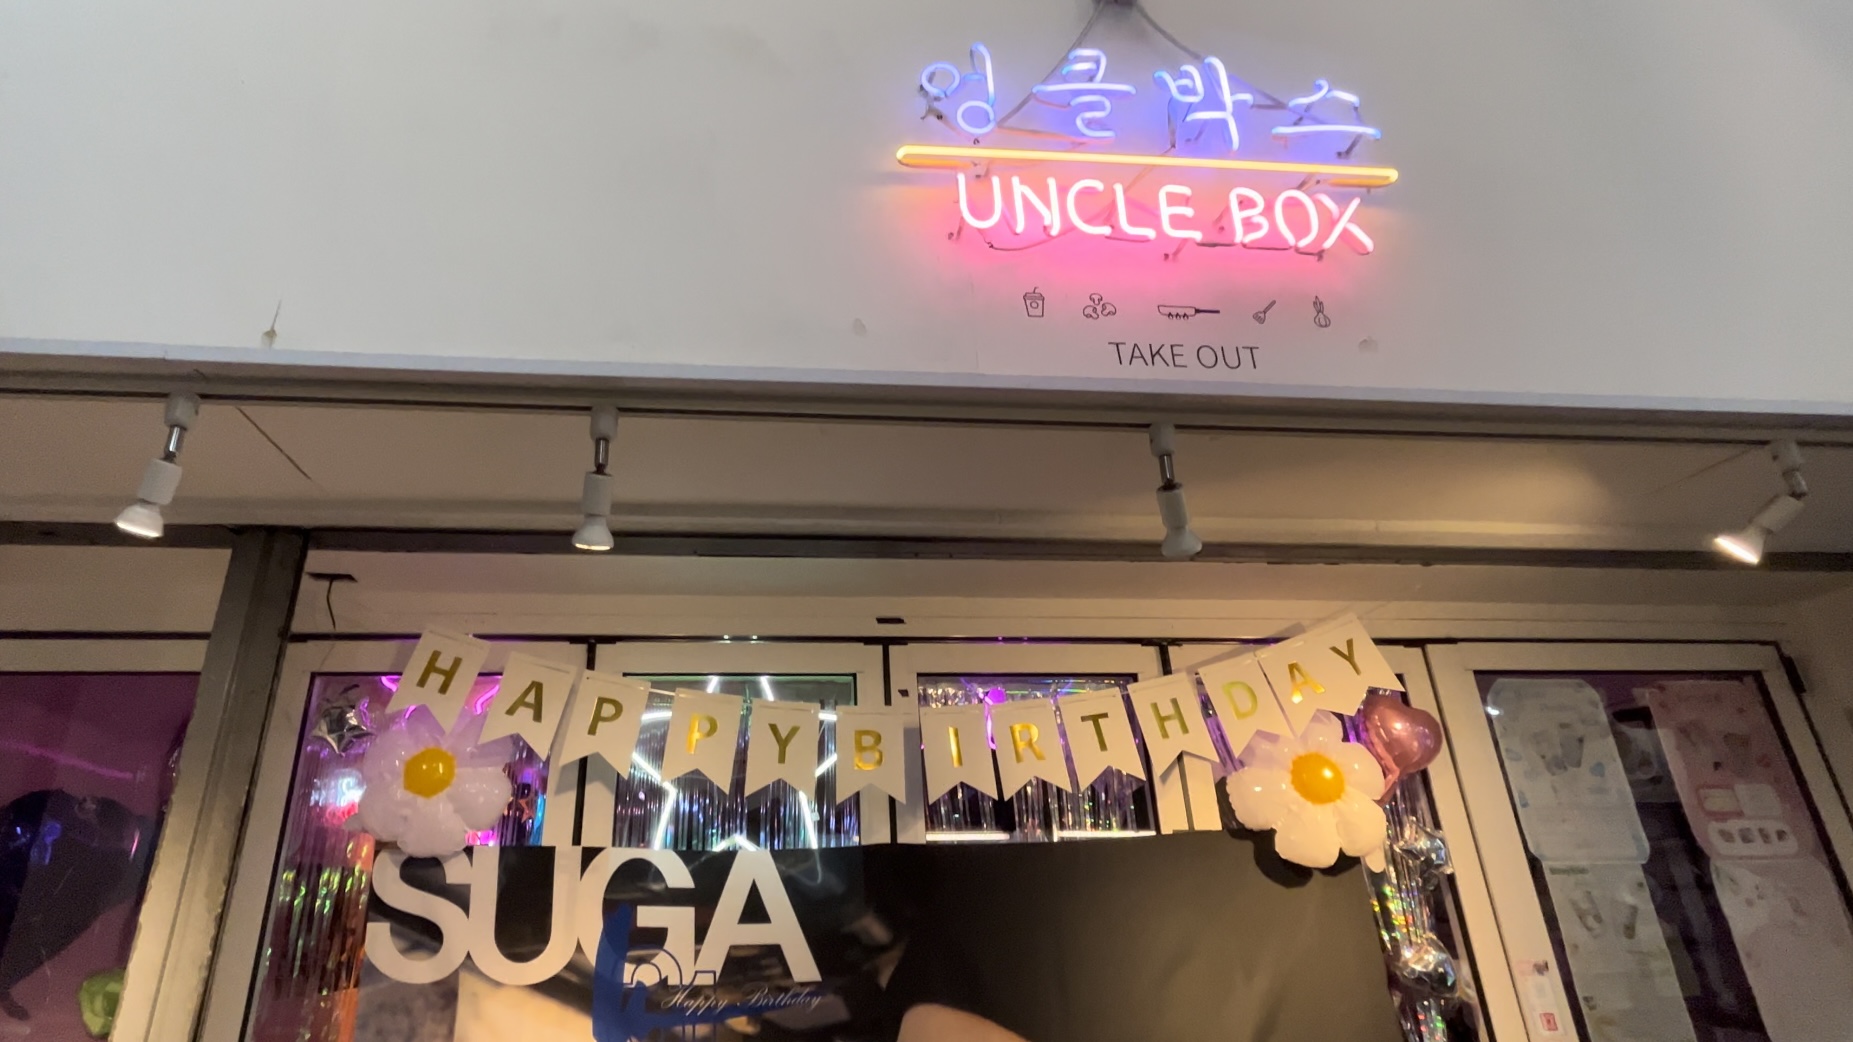 엉클박스
UNCLE BOX
TAKE OUT
HAPPY BIRTHDAY
SUGA
Happy Birthday